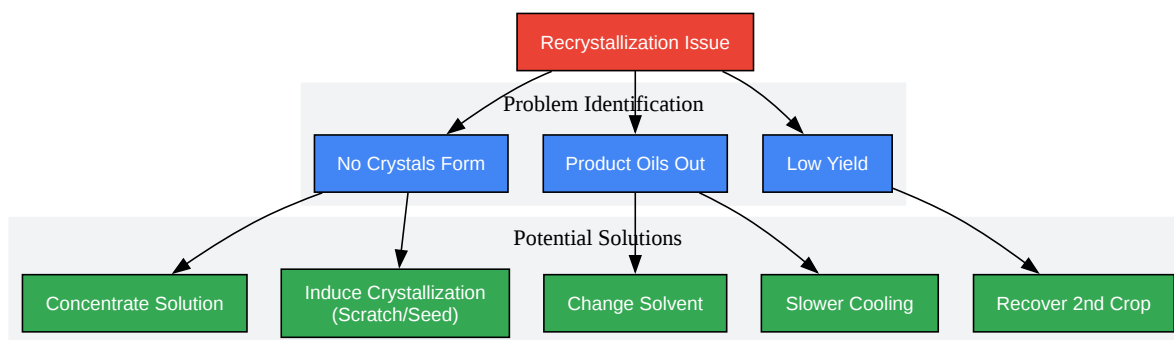 Recrystallization Issue
Problem Identification
No Crystals Form
Product Oils Out
Low Yield
Potential Solutions
Concentrate Solution
Induce Crystallization
(Scratch/Seed)
Change Solvent
Slower Cooling
Recover 2nd Crop